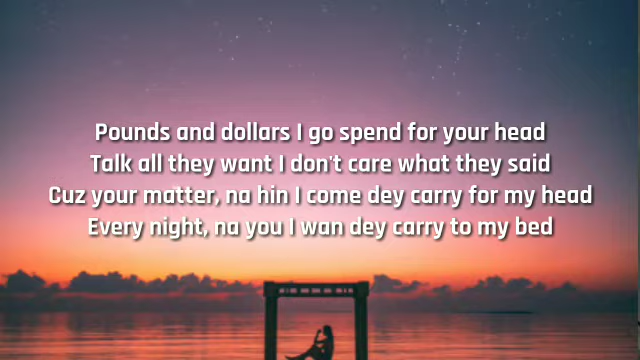 Pounds and dollars I go spend for your head
Talk all they want I don't care what they said
Cuz your matter, na hin I come dey carry for my head
Every night, na you I wan dey carry to my bed